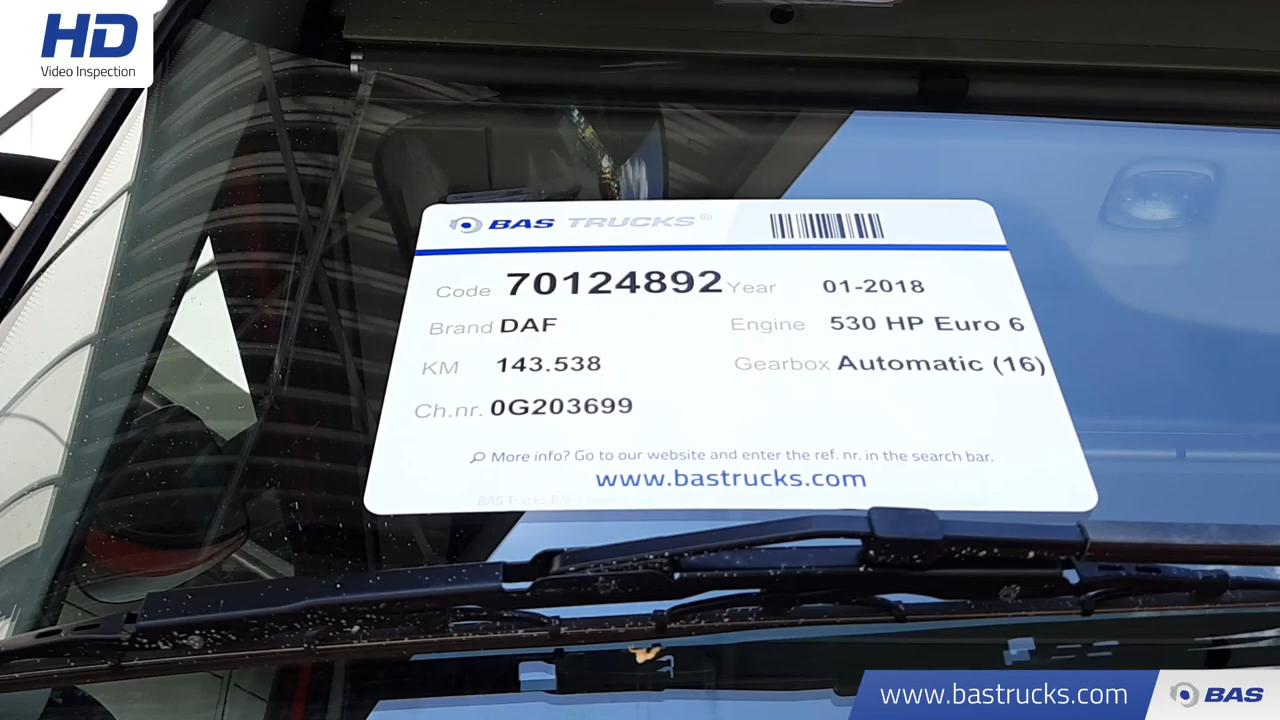 HD
Video Inspection
BAS TRUCKS®
Code 70124892 Year 01-2018
Brand DAF Engine 530 HP Euro 6
KM 143.538 Gearbox Automatic (16)
Ch.nr. 0G203699
More info? Go to our website and enter the ref. nr. in the search bar.
www.bastrucks.com
BAS Trucks B.V.
www.bastrucks.com BAS